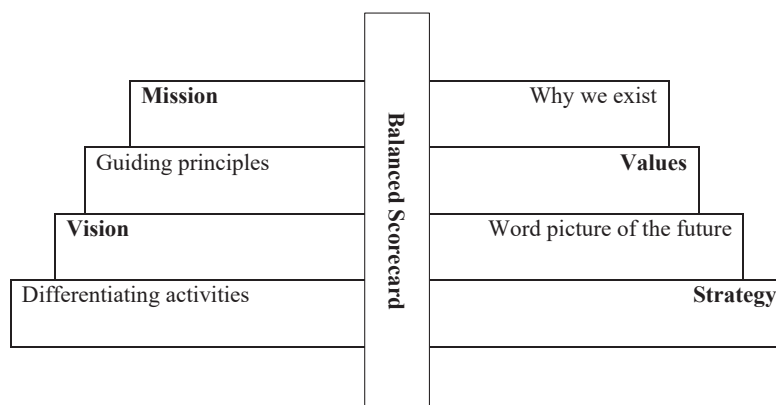 Mission
Why we exist
Guiding principles
Values
Vision
Word picture of the future
Differentiating activities
Strategy
Balanced Scorecard